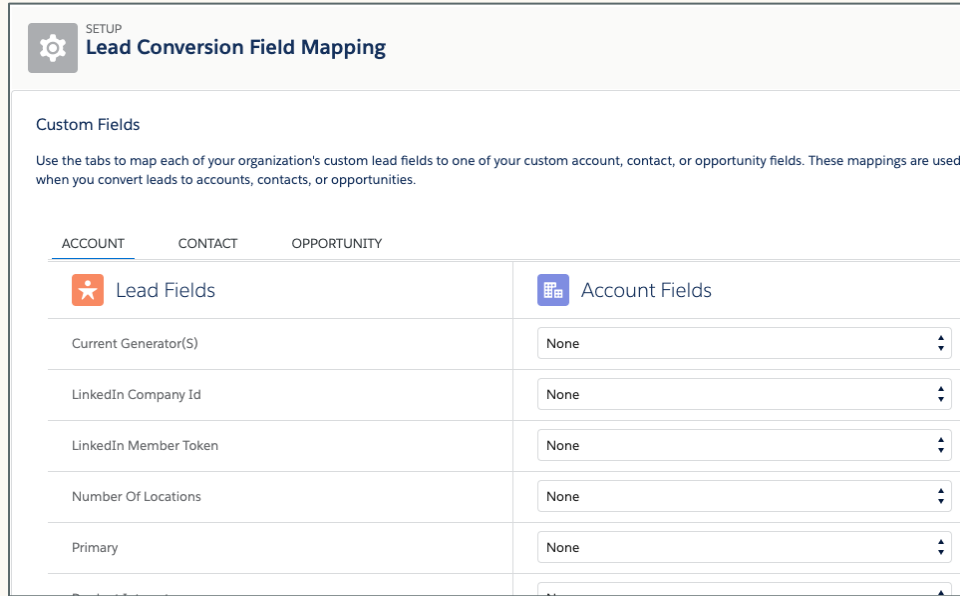 SETUP
Lead Conversion Field Mapping
Custom Fields
Use the tabs to map each of your organization's custom lead fields to one of your custom account, contact, or opportunity fields. These mappings are used
when you convert leads to accounts, contacts, or opportunities.
ACCOUNT CONTACT OPPORTUNITY
Lead Fields Account Fields
Current Generator(S) None
LinkedIn Company Id None
LinkedIn Member Token None
Number Of Locations None
Primary None